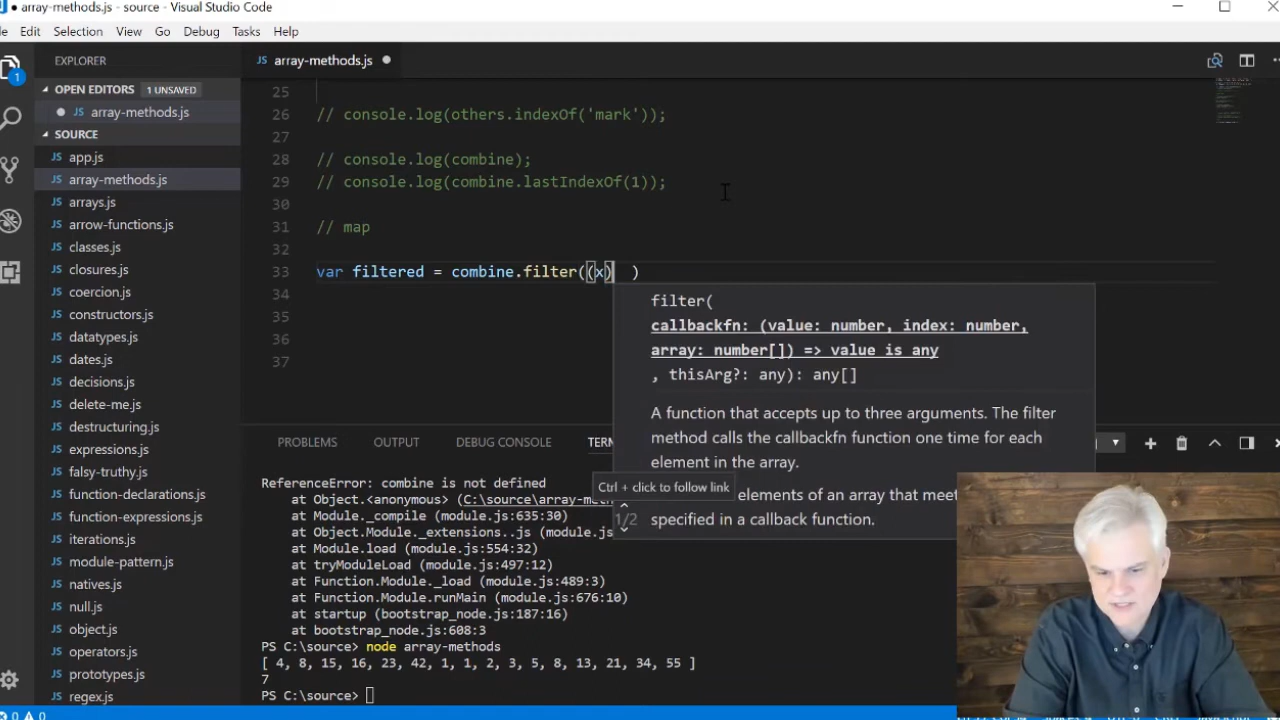 array-methods.js - source - Visual Studio Code
Edit Selection View Go Debug Tasks Help
EXPLORER
OPEN EDITORS 1 UNSAVED
JS array-methods.js
SOURCE
JS app.js
JS array-methods.js
JS arrays.js
JS arrow-functions.js
JS classes.js
JS closures.js
JS coercion.js
JS constructors.js
JS datatypes.js
JS dates.js
JS decisions.js
JS delete-me.js
JS destructuring.js
JS expressions.js
JS falsy-truthy.js
JS function-declarations.js
JS function-expressions.js
JS iterations.js
JS module-pattern.js
JS natives.js
JS null.js
JS object.js
JS operators.js
JS prototypes.js
JS regex.js
1
JS array-methods.js
25
26 // console.log(others.indexOf('mark'));
27
28 // console.log(combine);
29 // console.log(combine.lastIndexOf(1));
30
31 // map
32
33 var filtered = combine.filter((x) )
34
35
36
37
filter(
callbackfn: (value: number, index: number,
array: number[]) => value is any
, thisArg?: any): any[]
A function that accepts up to three arguments. The filter
method calls the callbackfn function one time for each
element in the array.
Ctrl + click to follow link
elements of an array that meet
1/2 specified in a callback function.
PROBLEMS OUTPUT DEBUG CONSOLE TERM
ReferenceError: combine is not defined
at Object.<anonymous> (C:\source\array-meth
at Module._compile (module.js:635:30)
at Object.Module._extensions..js (module.js
at Module.load (module.js:554:32)
at tryModuleLoad (module.js:497:12)
at Function.Module._load (module.js:489:3)
at Function.Module.runMain (module.js:676:10)
at startup (bootstrap_node.js:187:16)
at bootstrap_node.js:608:3
PS C:\source> node array-methods
[ 4, 8, 15, 16, 23, 42, 1, 1, 2, 3, 5, 8, 13, 21, 34, 55 ]
7
PS C:\source>
0 0